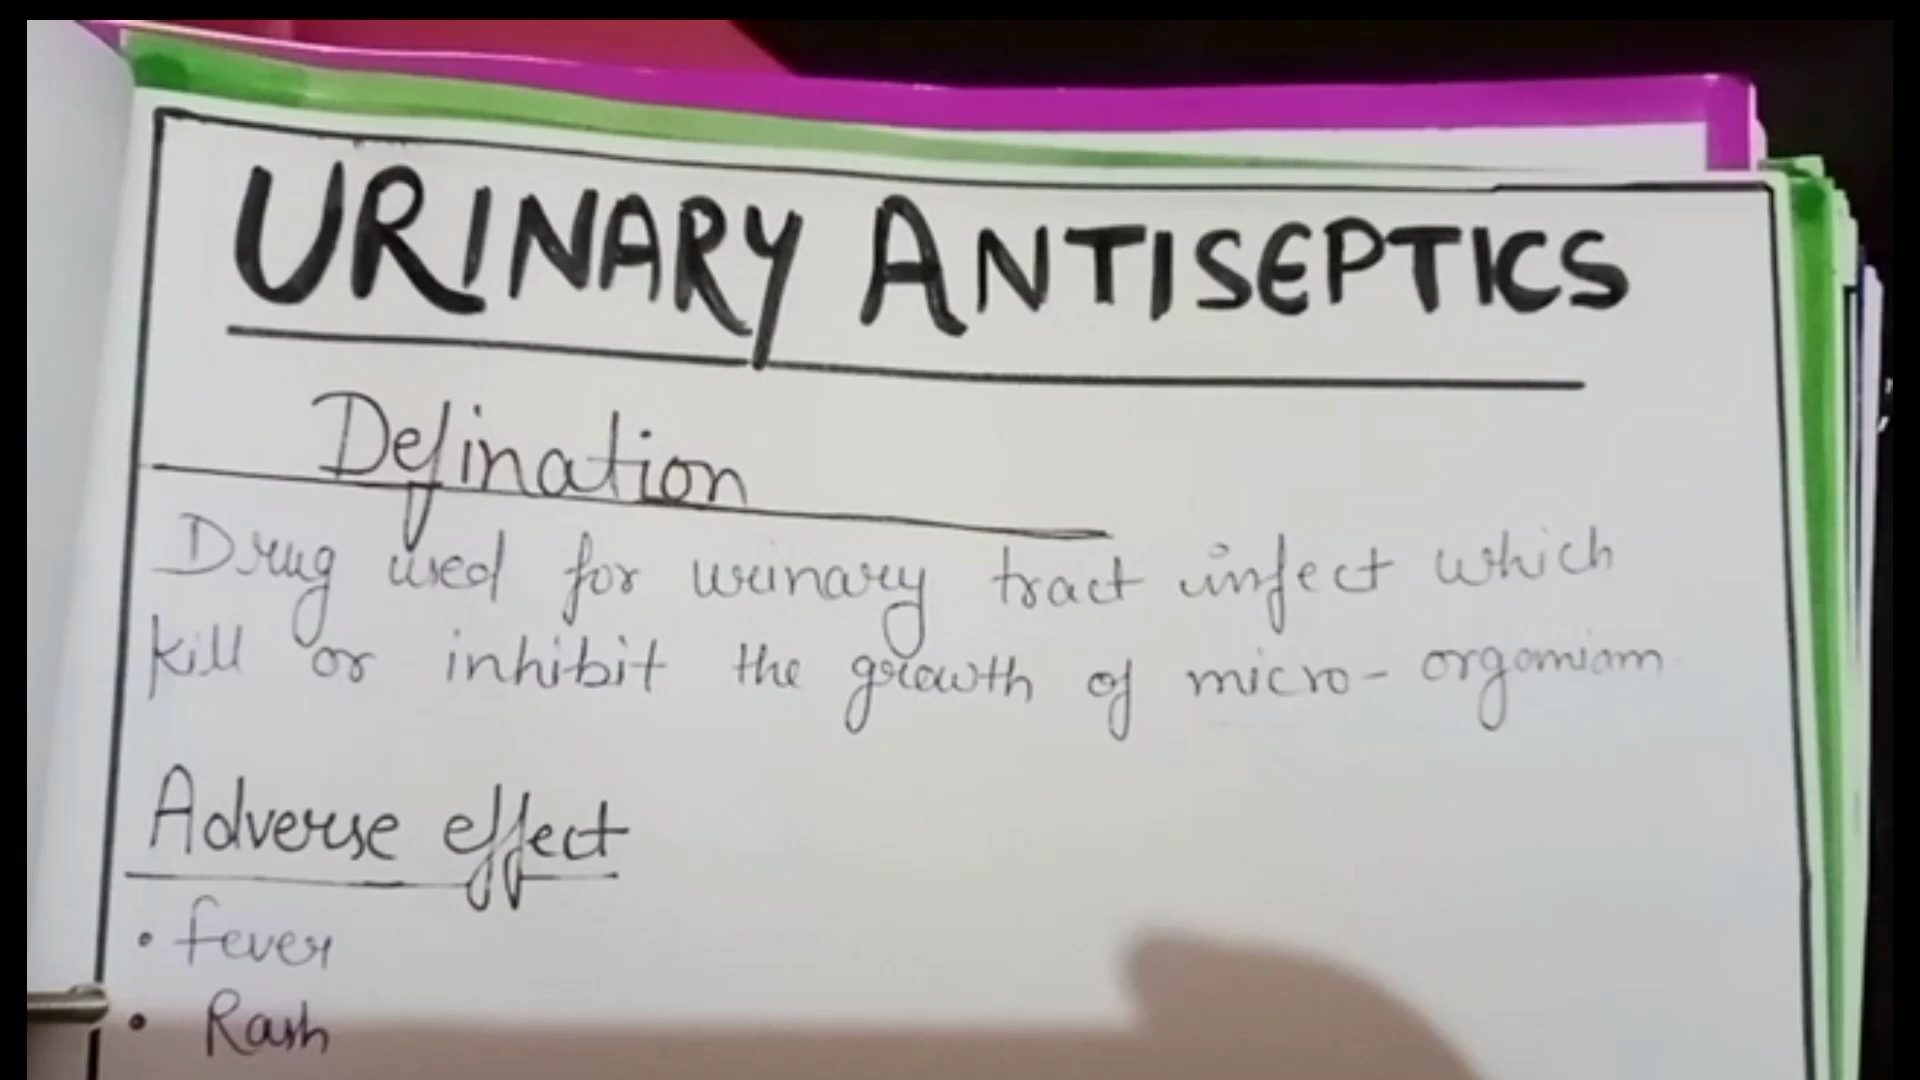 URINARY ANTISEPTICS
Defination
Drug used for urinary tract infect which
kill or inhibit the growth of micro- orgamiam
Adverse effect
• fever
• Rash